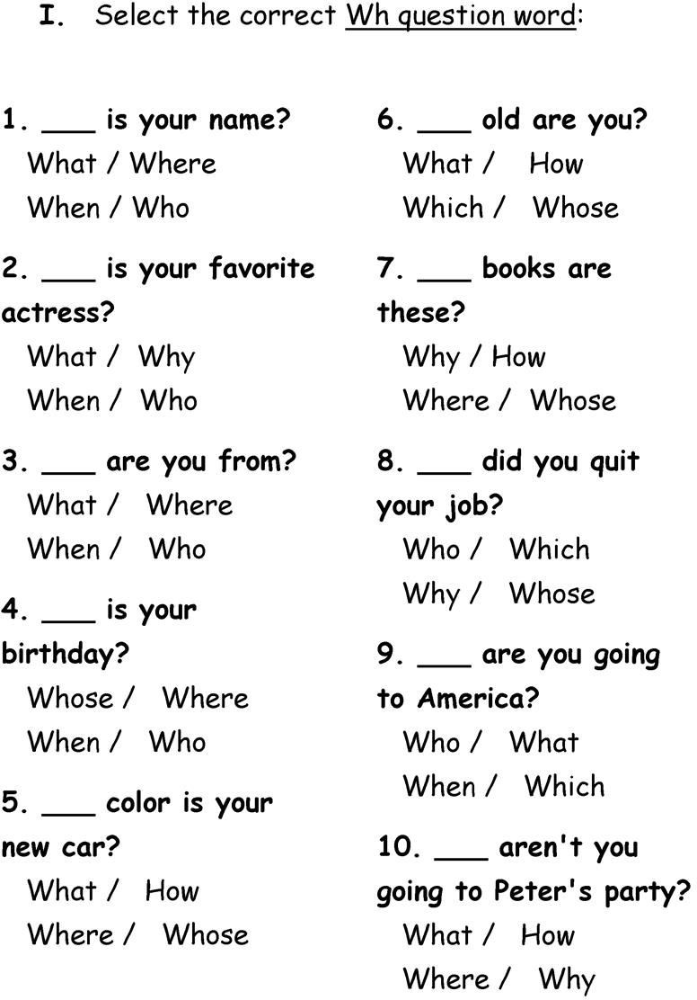 I. Select the correct Wh question word:
1. ___ is your name?
What / Where
When / Who
2. ___ is your favorite
actress?
What / Why
When / Who
3. ___ are you from?
What / Where
When / Who
4. ___ is your
birthday?
Whose / Where
When / Who
5. ___ color is your
new car?
What / How
Where / Whose
6. ___ old are you?
What / How
Which / Whose
7. ___ books are
these?
Why / How
Where / Whose
8. ___ did you quit
your job?
Who / Which
Why / Whose
9. ___ are you going
to America?
Who / What
When / Which
10. ___ aren't you
going to Peter's party?
What / How
Where / Why